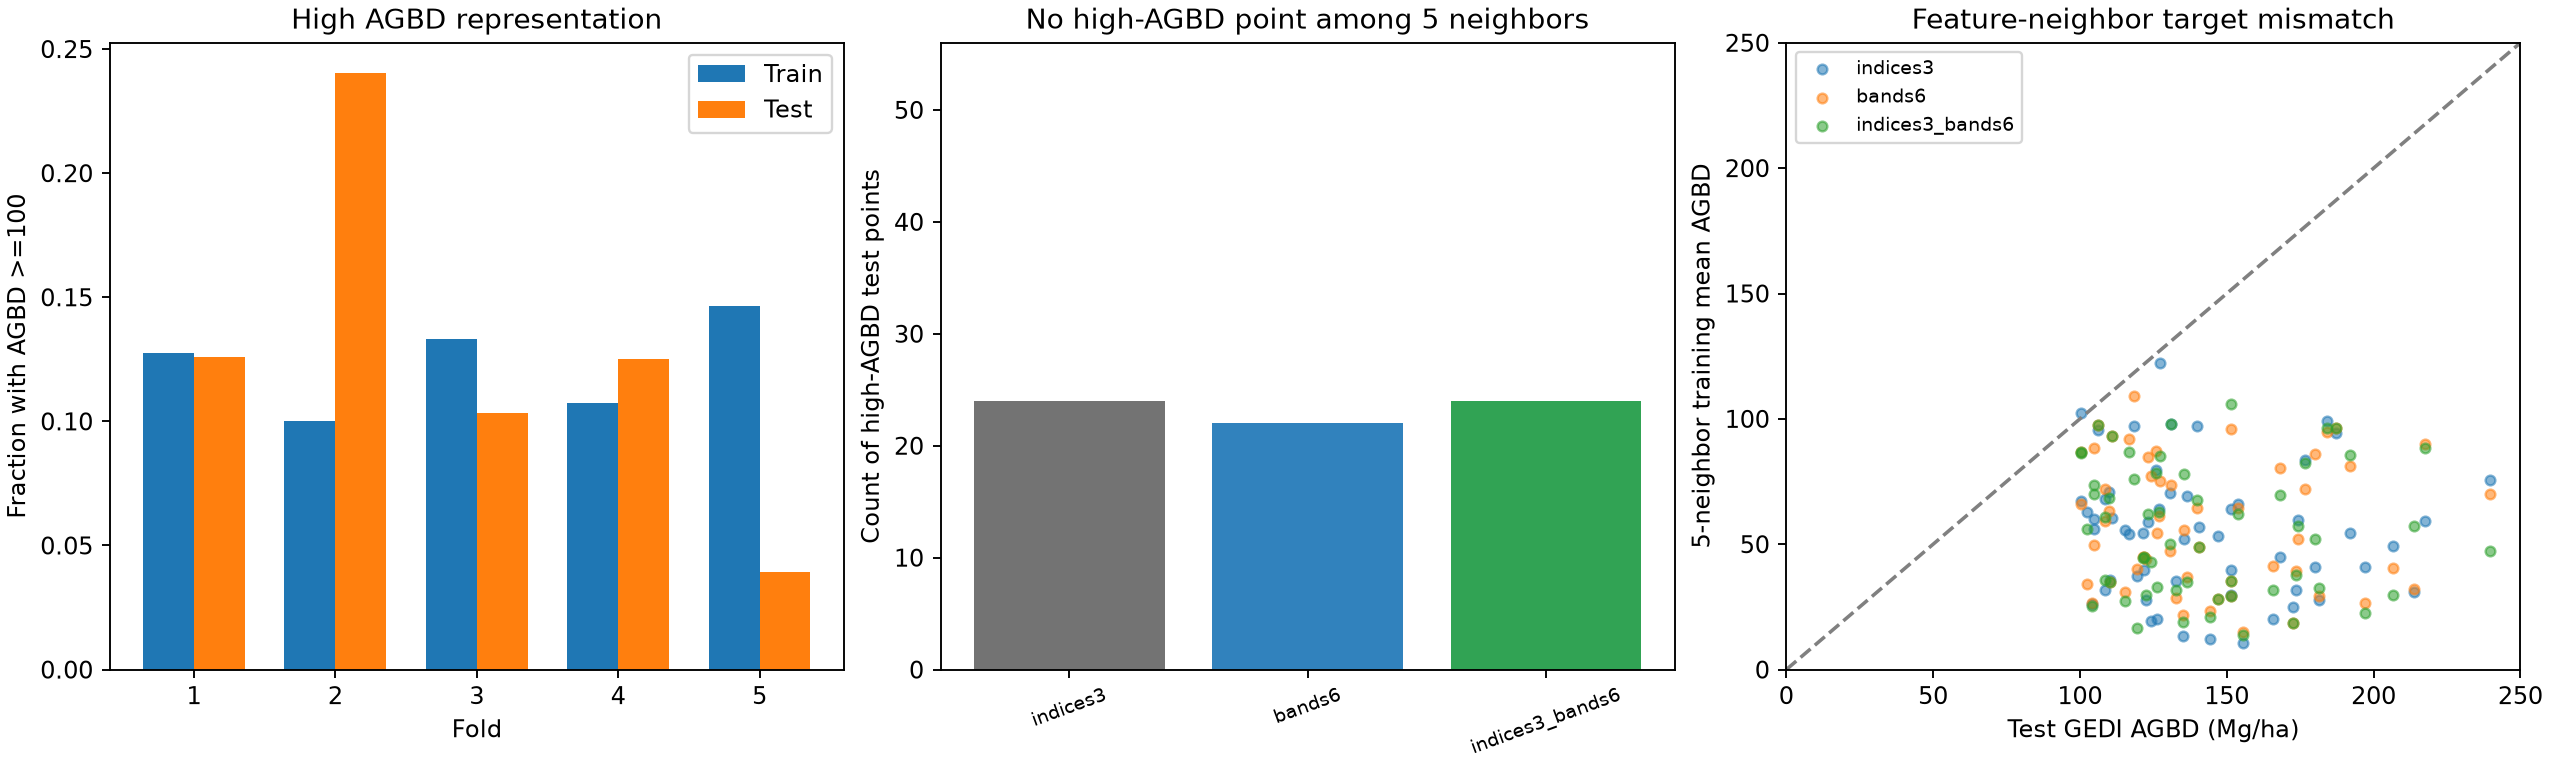 High AGBD representation
Fraction with AGBD >=100
0.25
0.20
0.15
0.10
0.05
0.00
Train
Test
1 2 3 4 5
Fold
No high-AGBD point among 5 neighbors
Count of high-AGBD test points
50
40
30
20
10
0
indices3
bands6
indices3_bands6
Feature-neighbor target mismatch
5-neighbor training mean AGBD
250
200
150
100
50
0
indices3
bands6
indices3_bands6
0 50 100 150 200 250
Test GEDI AGBD (Mg/ha)